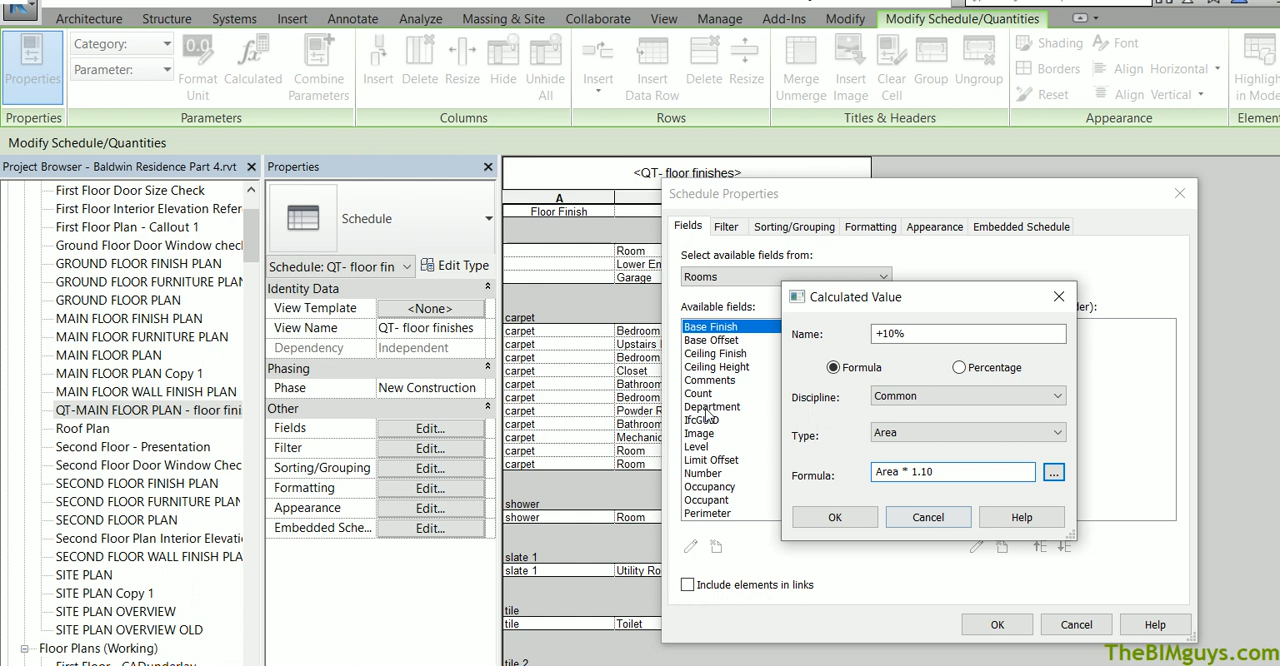 Architecture Structure Systems Insert Annotate Analyze Massing & Site Collaborate View Manage Add-Ins Modify Modify Schedule/Quantities
Properties
Category:
Parameter:
Format Unit
Calculated
Combine Parameters
Insert Delete Resize Hide Unhide All
Insert
Insert Data Row
Delete Resize
Merge Unmerge
Insert Image
Clear Cell
Group Ungroup
Shading
Borders
Reset
Font
Align Horizontal
Align Vertical
Highligh
in Mode
Properties Parameters Columns Rows Titles & Headers Appearance Elemen
Modify Schedule/Quantities
Project Browser - Baldwin Residence Part 4.rvt
First Floor Door Size Check
First Floor Interior Elevation Refer
First Floor Plan - Callout 1
Ground Floor Door Window chec
GROUND FLOOR FINISH PLAN
GROUND FLOOR FURNITURE PLAN
GROUND FLOOR PLAN
MAIN FLOOR FINISH PLAN
MAIN FLOOR FURNITURE PLAN
MAIN FLOOR PLAN
MAIN FLOOR PLAN Copy 1
MAIN FLOOR WALL FINISH PLAN
QT-MAIN FLOOR PLAN - floor fini
Roof Plan
Second Floor - Presentation
Second Floor Door Window Chec
SECOND FLOOR FINISH PLAN
SECOND FLOOR FURNITURE PLAN
SECOND FLOOR PLAN
Second Floor Plan Interior Elevatio
SECOND FLOOR WALL FINISH PLA
SITE PLAN
SITE PLAN Copy 1
SITE PLAN OVERVIEW
SITE PLAN OVERVIEW OLD
Floor Plans (Working)
First Floor - CADunderlay
Properties
Schedule
Schedule: QT- floor fin
Edit Type
Identity Data
View Template <None>
View Name QT- floor finishes
Dependency Independent
Phasing
Phase New Construction
Other
Fields Edit...
Filter Edit...
Sorting/Grouping Edit...
Formatting Edit...
Appearance Edit...
Embedded Sche... Edit...
<QT- floor finishes>
A
Floor Finish
Room
Lower En
Garage
carpet
carpet Bedroom
carpet Upstairs
carpet Bedroom
carpet Closet
carpet Bathroom
carpet Bedroom
carpet Powder R
carpet Bathroom
carpet Mechanic
carpet Room
carpet Room
shower
shower Room
slate 1
slate 1 Utility Ro
tile
tile Toilet
tile 2
Schedule Properties
Fields Filter Sorting/Grouping Formatting Appearance Embedded Schedule
Select available fields from:
Rooms
Available fields:
der):
Base Finish
Base Offset
Ceiling Finish
Ceiling Height
Comments
Count
Department
Image
Level
Limit Offset
Number
Occupancy
Occupant
Perimeter
Include elements in links
OK Cancel Help
Calculated Value
Name: +10%
Formula Percentage
Discipline: Common
Type: Area
Formula: Area * 1.10 ...
OK Cancel Help
TheBIMguys.com